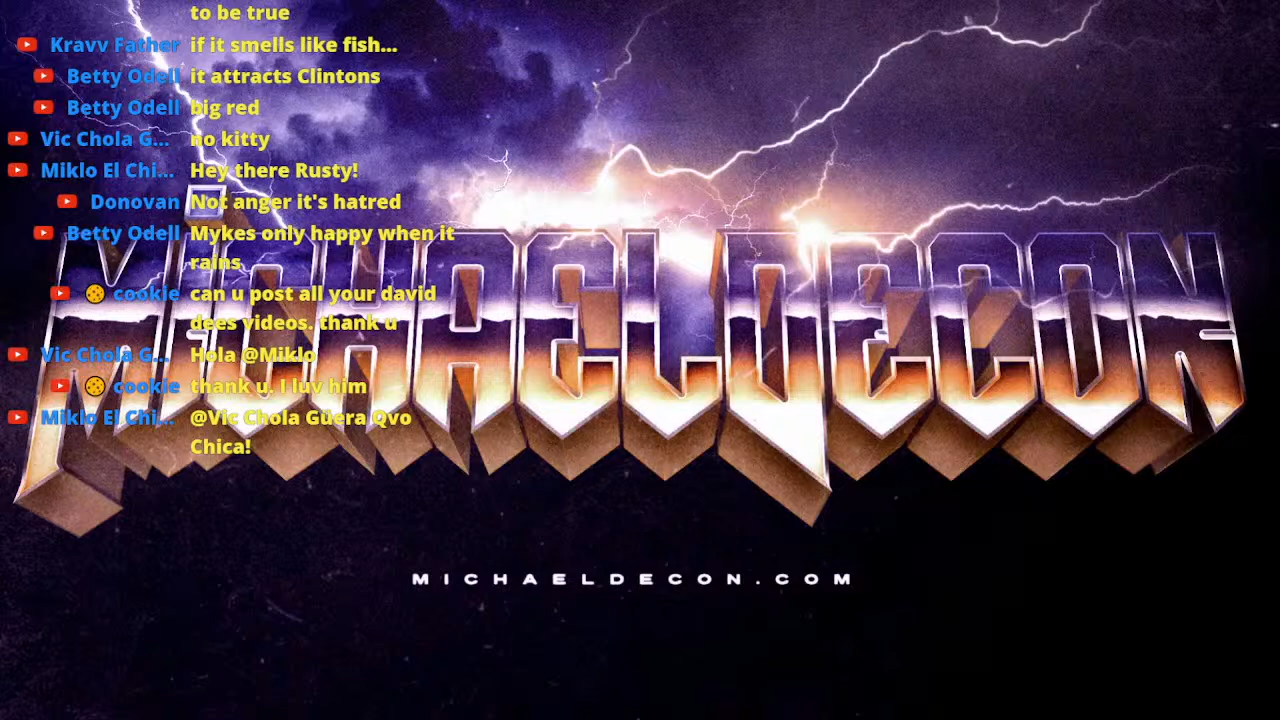 to be true
Kravv Father if it smells like fish...
Betty Odell it attracts Clintons
Betty Odell big red
Vic Chola G... no kitty
Miklo El Chi... Hey there Rusty!
Donovan Not anger it's hatred
Betty Odell Mykes only happy when it
rains
cookie can u post all your david
dees videos. thank u
Vic Chola G... Hola @Miklo
cookie thank u. I luv him
Miklo El Chi... @Vic Chola Güera Qvo
Chica!
MiCHAELDECON
MICHAELDECON.COM